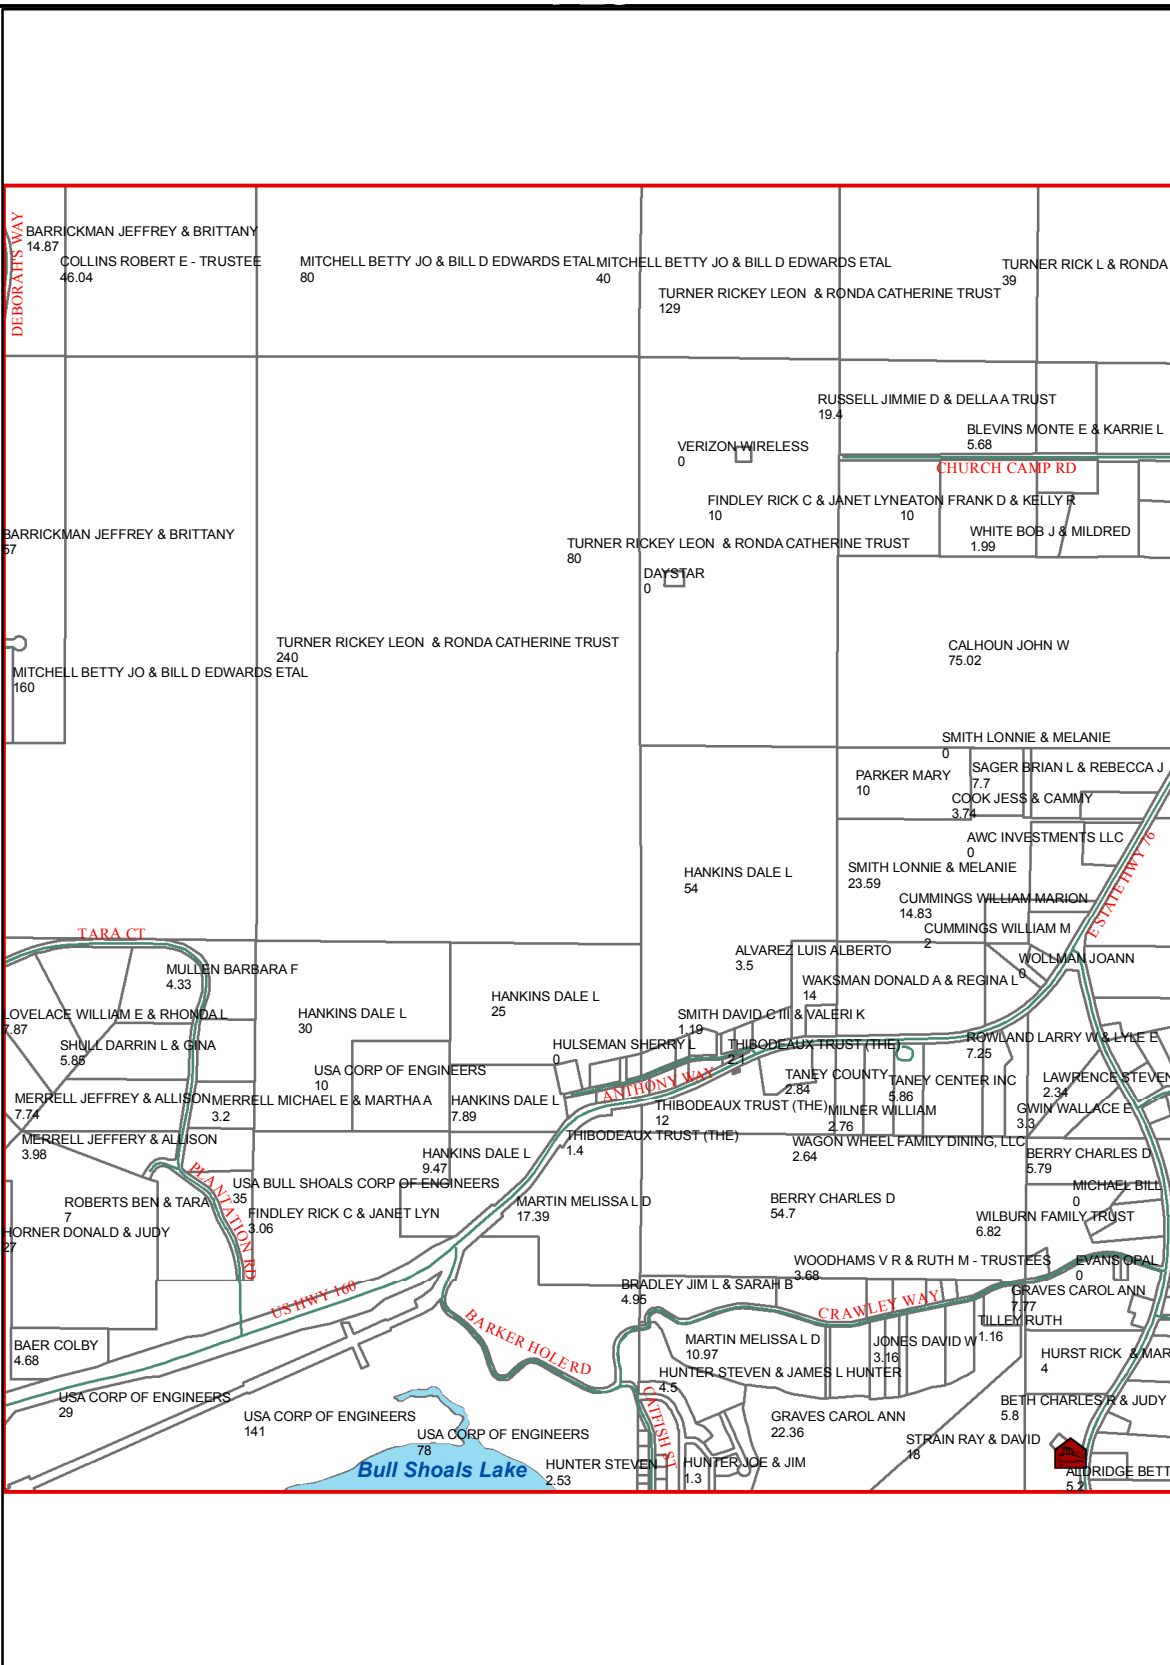 BARRICKMAN JEFFREY & BRITTANY
14.87
DEBORAH'S WAY
COLLINS ROBERT E - TRUSTEE
46.04
MITCHELL BETTY JO & BILL D EDWARDS ETAL
80
MITCHELL BETTY JO & BILL D EDWARDS ETAL
40
TURNER RICK L & RONDA
39
TURNER RICKEY LEON & RONDA CATHERINE TRUST
129
RUSSELL JIMMIE D & DELLA A TRUST
19.4
BLEVINS MONTE E & KARRIE L
5.68
VERIZON WIRELESS
0
CHURCH CAMP RD
FINDLEY RICK C & JANET LYN
10
EATON FRANK D & KELLY R
10
BARRICKMAN JEFFREY & BRITTANY
57
WHITE BOB J & MILDRED
1.99
TURNER RICKEY LEON & RONDA CATHERINE TRUST
80
DAYSTAR
0
TURNER RICKEY LEON & RONDA CATHERINE TRUST
240
CALHOUN JOHN W
75.02
MITCHELL BETTY JO & BILL D EDWARDS ETAL
160
SMITH LONNIE & MELANIE
0
PARKER MARY
10
SAGER BRIAN L & REBECCA J
7.7
COOK JESS & CAMMY
3.74
AWC INVESTMENTS LLC
0
E STATE HWY 76
HANKINS DALE L
54
SMITH LONNIE & MELANIE
23.59
CUMMINGS WILLIAM MARION
14.83
CUMMINGS WILLIAM M
2
TARA CT
ALVAREZ LUIS ALBERTO
3.5
WOLLMAN JOANN
0
MULLEN BARBARA F
4.33
WAKSMAN DONALD A & REGINA L
14
HANKINS DALE L
25
LOVELACE WILLIAM E & RHONDA L
7.87
HANKINS DALE L
30
SMITH DAVID C III & VALERI K
1.19
SHULL DARRIN L & GINA
5.85
HULSEMAN SHERRY L
0
THIBODEAUX TRUST (THE)
2.1
ROWLAND LARRY W & LYLE E
7.25
USA CORP OF ENGINEERS
10
ANTHONY WAY
TANEY COUNTY
2.84
TANEY CENTER INC
5.86
LAWRENCE STEVEN
2.34
MERRELL JEFFREY & ALLISON
7.74
MERRELL MICHAEL E & MARTHA A
3.2
HANKINS DALE L
7.89
THIBODEAUX TRUST (THE)
12
MILNER WILLIAM
2.76
GWIN WALLACE E
3.3
MERRELL JEFFERY & ALLISON
3.98
THIBODEAUX TRUST (THE)
1.4
WAGON WHEEL FAMILY DINING, LLC
2.64
HANKINS DALE L
9.47
BERRY CHARLES D
5.79
PLANTATION RD
USA BULL SHOALS CORP OF ENGINEERS
35
MICHAEL BILL
0
ROBERTS BEN & TARA
7
MARTIN MELISSA L D
17.39
BERRY CHARLES D
54.7
FINDLEY RICK C & JANET LYN
3.06
WILBURN FAMILY TRUST
6.82
HORNER DONALD & JUDY
27
WOODHAMS V R & RUTH M - TRUSTEES
3.68
EVANS OPAL
0
BRADLEY JIM L & SARAH B
4.95
GRAVES CAROL ANN
7.77
US HWY 160
CRAWLEY WAY
TILLEY RUTH
1.16
BARKER HOLE RD
BAER COLBY
4.68
MARTIN MELISSA L D
10.97
JONES DAVID W
3.16
HURST RICK & MAR
4
HUNTER STEVEN & JAMES L HUNTER
4.5
USA CORP OF ENGINEERS
29
BETH CHARLES R & JUDY
5.8
USA CORP OF ENGINEERS
141
CATFISH ST
GRAVES CAROL ANN
22.36
USA CORP OF ENGINEERS
78
STRAIN RAY & DAVID
18
Bull Shoals Lake
HUNTER STEVEN
2.53
HUNTER JOE & JIM
1.3
ALDRIDGE BETT
5.2